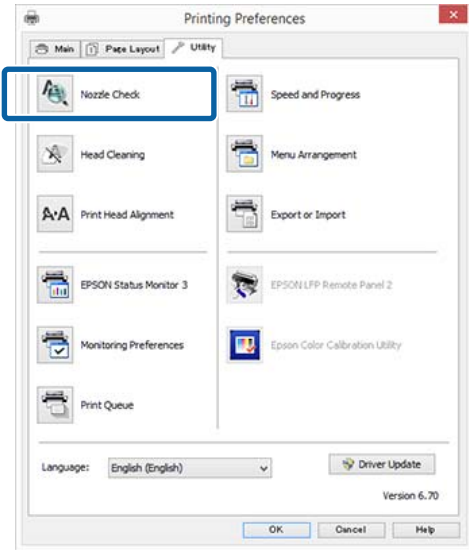 Printing Preferences
Main
Page Layout
Utility
Nozzle Check
Speed and Progress
Head Cleaning
Menu Arrangement
A·A
Print Head Alignment
Export or Import
EPSON Status Monitor 3
EPSON LFP Remote Panel 2
Monitoring Preferences
Epson Color Calibration Utility
Print Queue
Language:
English (English)
Driver Update
Version 6.70
OK
Cancel
Help